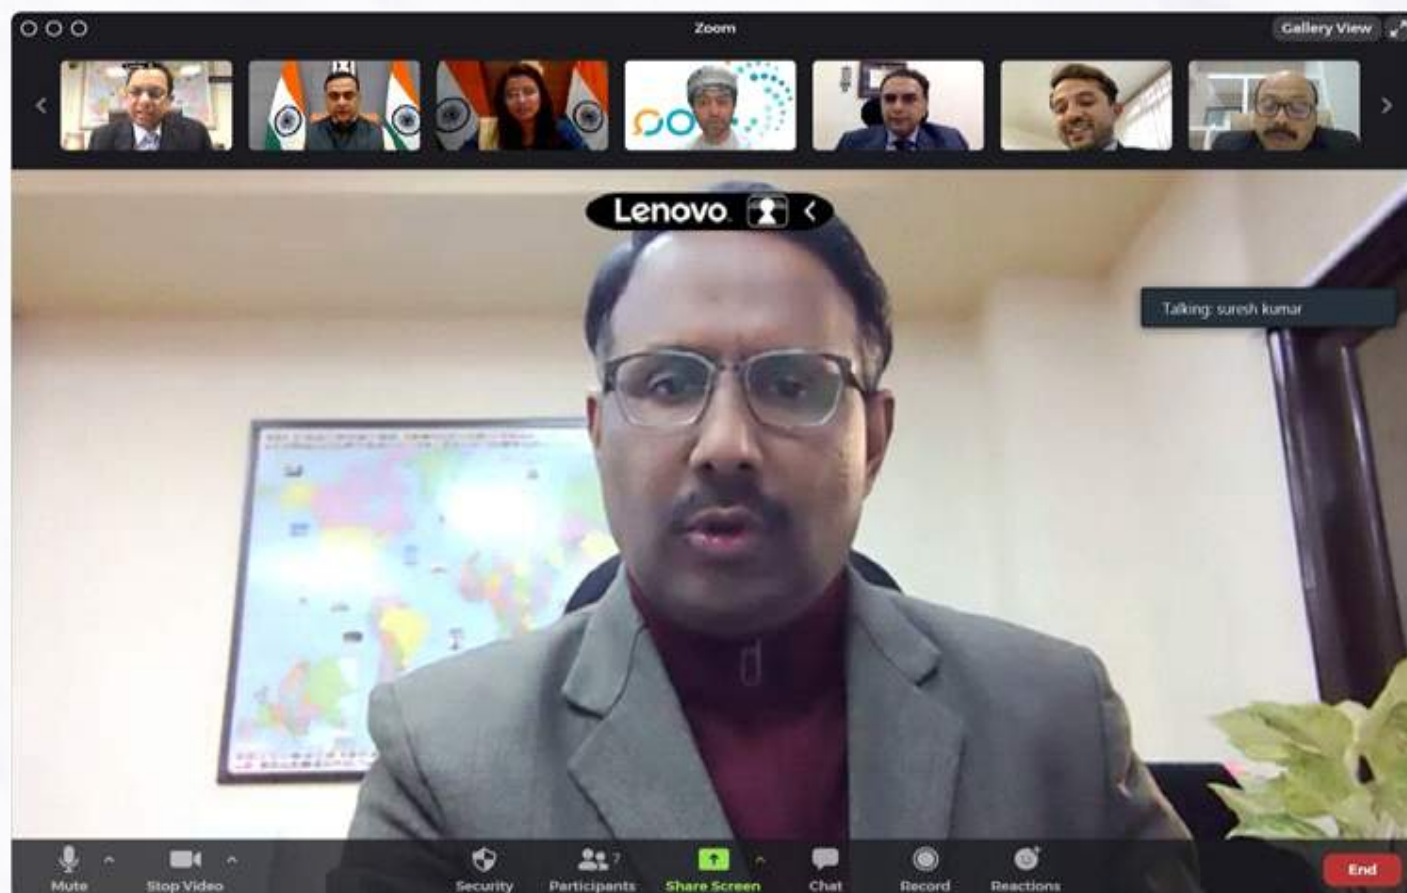 Zoom
Gallery View
Lenovo
Talking: suresh kumar
Mute
Stop Video
Security
Participants
7
Share Screen
Chat
Record
Reactions
End